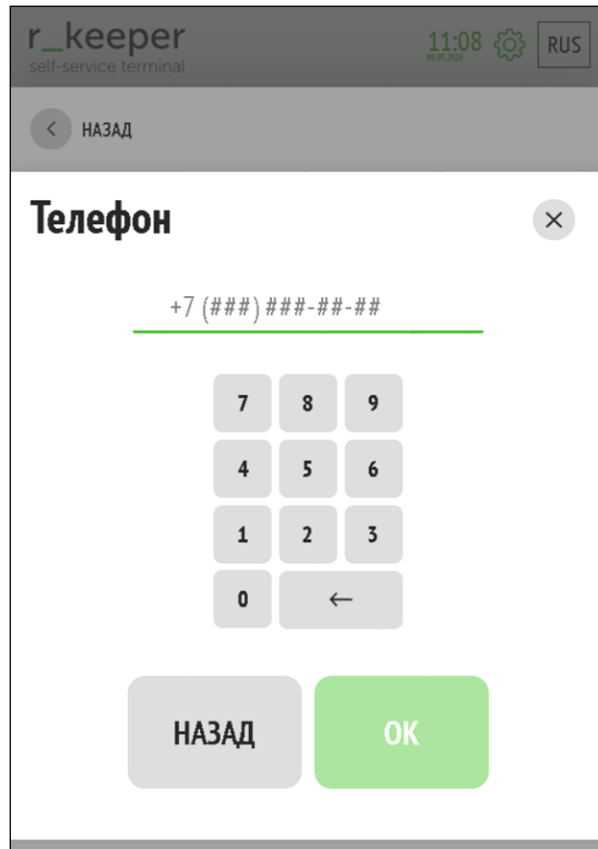 r_keeper
self-service terminal
11:08
RUS
НАЗАД
Телефон
+7 (###) ###-##-##
7 8 9
4 5 6
1 2 3
0 ←
НАЗАД OK